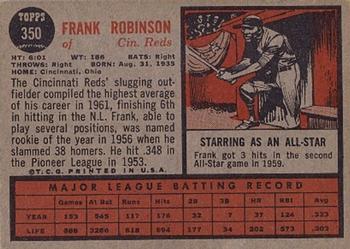 TOPPS
350
FRANK ROBINSON
of Cin. Reds
HT: 6:01 WT: 186 BATS: Right
THROWS: Right BORN: Aug. 31, 1935
HOME: Cincinnati, Ohio
The Cincinnati Reds' slugging out-
fielder compiled the highest average
of his career in 1961, finishing 6th
in hitting in the N.L. Frank, able to
play several positions, was named
rookie of the year in 1956 when he
slammed 38 homers. He hit .348 in
the Pioneer League in 1953.
©T.C.G. PRINTED IN U.S.A.
STARRING AS AN ALL-STAR
Frank got 3 hits in the second
All-Star game in 1959.
MAJOR LEAGUE BATTING RECORD
Games At Bat Runs Hits 2B 3B H.R. R.B.I. Avg.
YEAR 153 545 117 176 32 7 37 124 .323
LIFE